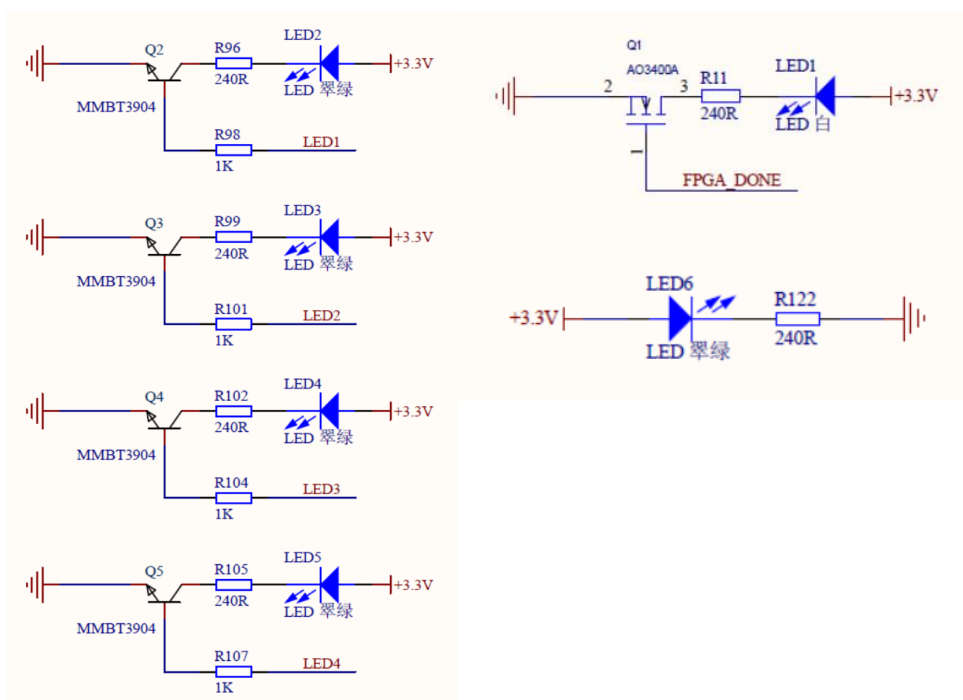 LED2
Q2
R96
+3.3V
240R
LED 翠绿
MMBT3904
R98
LED1
1K
LED3
Q3
R99
+3.3V
240R
LED 翠绿
MMBT3904
R101
LED2
1K
LED4
Q4
R102
+3.3V
240R
LED 翠绿
MMBT3904
R104
LED3
1K
LED5
Q5
R105
+3.3V
240R
LED 翠绿
MMBT3904
R107
LED4
1K
Q1
AO3400A
LED1
2
3
R11
+3.3V
240R
LED 白
1
FPGA_DONE
LED6
R122
+3.3V
240R
LED 翠绿